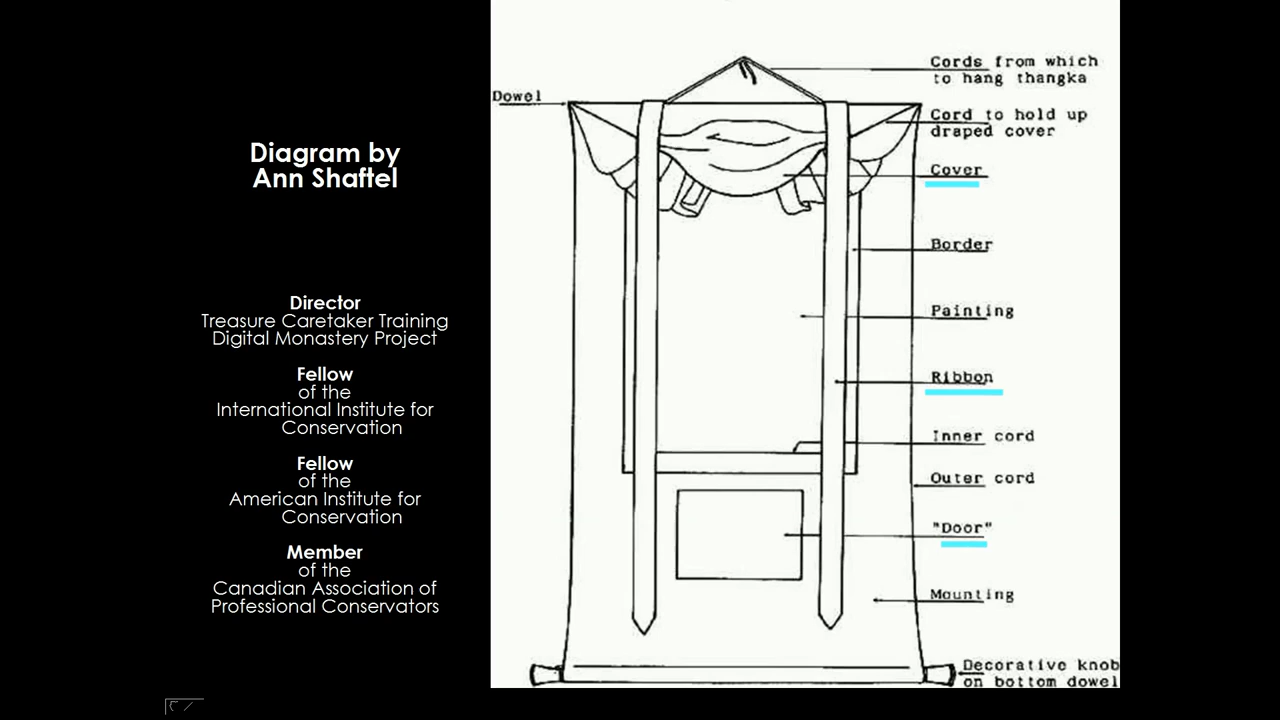 Diagram by
Ann Shaftel
Director
Treasure Caretaker Training
Digital Monastery Project
Fellow
of the
International Institute for
Conservation
Fellow
of the
American Institute for
Conservation
Member
of the
Canadian Association of
Professional Conservators
Dowel
Cords from which
to hang thangka
Cord to hold up
draped cover
Cover
Border
Painting
Ribbon
Inner cord
Outer cord
"Door"
Mounting
Decorative knob
on bottom dowel